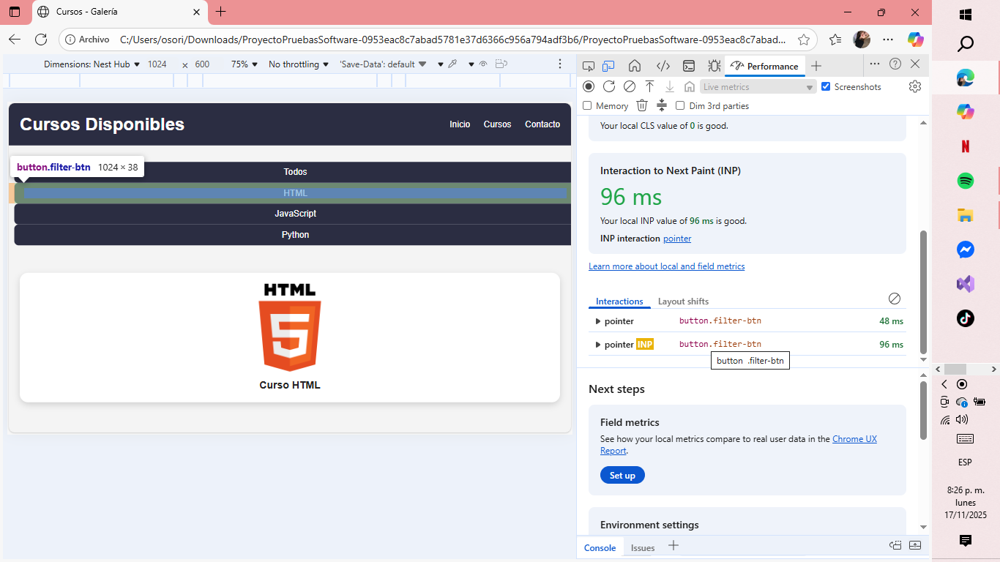 Cursos - Galería
Archivo
C:/Users/osori/Downloads/ProyectoPruebasSoftware-0953eac8c7abad5781e37d6366c956a794adf3b6/ProyectoPruebasSoftware-0953eac8c7abad...
Dimensions: Nest Hub 1024 × 600 75% No throttling 'Save-Data': default
Cursos Disponibles
Inicio Cursos Contacto
button.filter-btn 1024 × 38
Todos
HTML
JavaScript
Python
HTML
5
Curso HTML
Performance
Live metrics
Screenshots
Memory
Dim 3rd parties
Your local CLS value of 0 is good.
Interaction to Next Paint (INP)
96 ms
Your local INP value of 96 ms is good.
INP interaction pointer
Learn more about local and field metrics
Interactions Layout shifts
pointer button.filter-btn 48 ms
pointer INP button.filter-btn 96 ms
button .filter-btn
Next steps
Field metrics
See how your local metrics compare to real user data in the Chrome UX
Report.
Set up
Environment settings
Console Issues
N
ESP
8:26 p. m.
lunes
17/11/2025